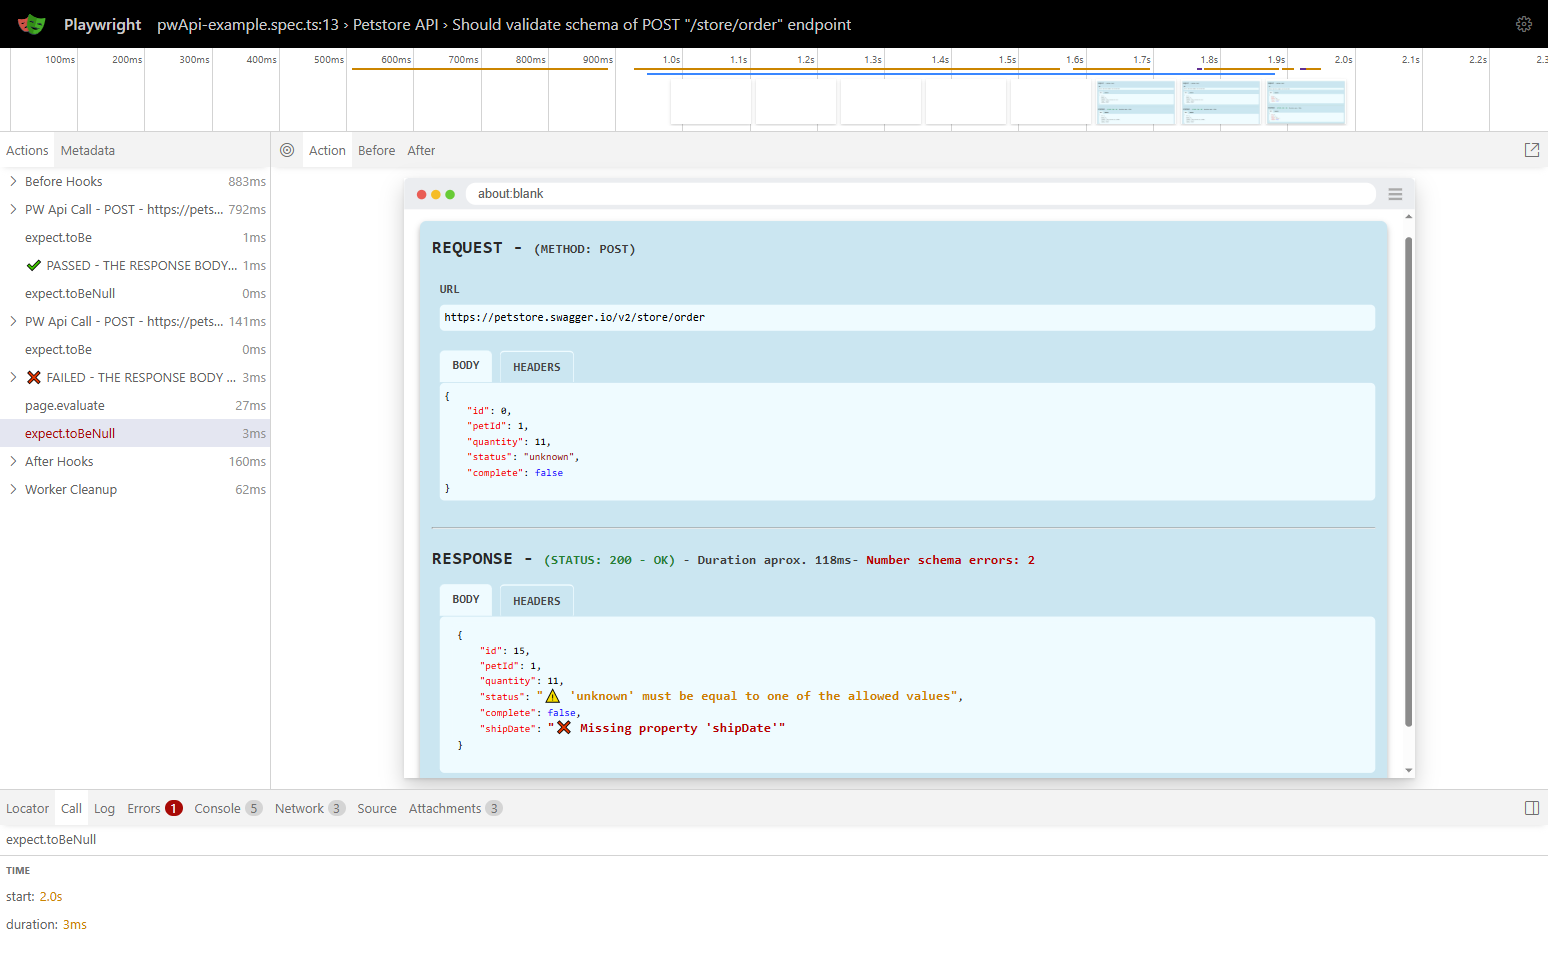 Playwright pwApi-example.spec.ts:13 › Petstore API › Should validate schema of POST "/store/order" endpoint
100ms 200ms 300ms 400ms 500ms 600ms 700ms 800ms 900ms 1.0s 1.1s 1.2s 1.3s 1.4s 1.5s 1.6s 1.7s 1.8s 1.9s 2.0s 2.1s 2.2s 2.3
Actions Metadata
Before Hooks 883ms
PW Api Call - POST - https://pets... 792ms
expect.toBe 1ms
✔ PASSED - THE RESPONSE BODY... 1ms
expect.toBeNull 0ms
PW Api Call - POST - https://pets... 141ms
expect.toBe 0ms
❌ FAILED - THE RESPONSE BODY ... 3ms
page.evaluate 27ms
expect.toBeNull 3ms
After Hooks 160ms
Worker Cleanup 62ms
Action Before After
about:blank
REQUEST - (METHOD: POST)
URL
https://petstore.swagger.io/v2/store/order
BODY HEADERS
{
"id": 0,
"petId": 1,
"quantity": 11,
"status": "unknown",
"complete": false
}
RESPONSE - (STATUS: 200 - OK) - Duration aprox. 118ms- Number schema errors: 2
BODY HEADERS
{
"id": 15,
"petId": 1,
"quantity": 11,
"status": "⚠ 'unknown' must be equal to one of the allowed values",
"complete": false,
"shipDate": "❌ Missing property 'shipDate'"
}
Locator Call Log Errors 1 Console 5 Network 3 Source Attachments 3
expect.toBeNull
TIME
start: 2.0s
duration: 3ms